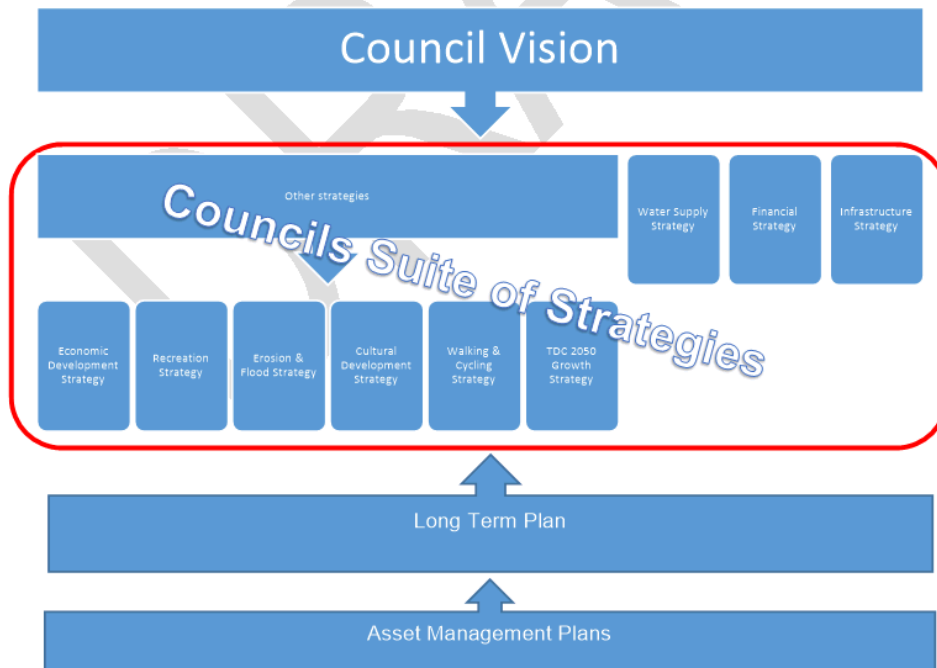 Council Vision
Other strategies
Water Supply
Strategy
Financial
Strategy
Infrastructure
Strategy
Councils Suite of Strategies
Economic
Development
Strategy
Recreation
Strategy
Erosion &
Flood Strategy
Cultural
Development
Strategy
Walking &
Cycling
Strategy
TDC 2050
Growth
Strategy
Long Term Plan
Asset Management Plans